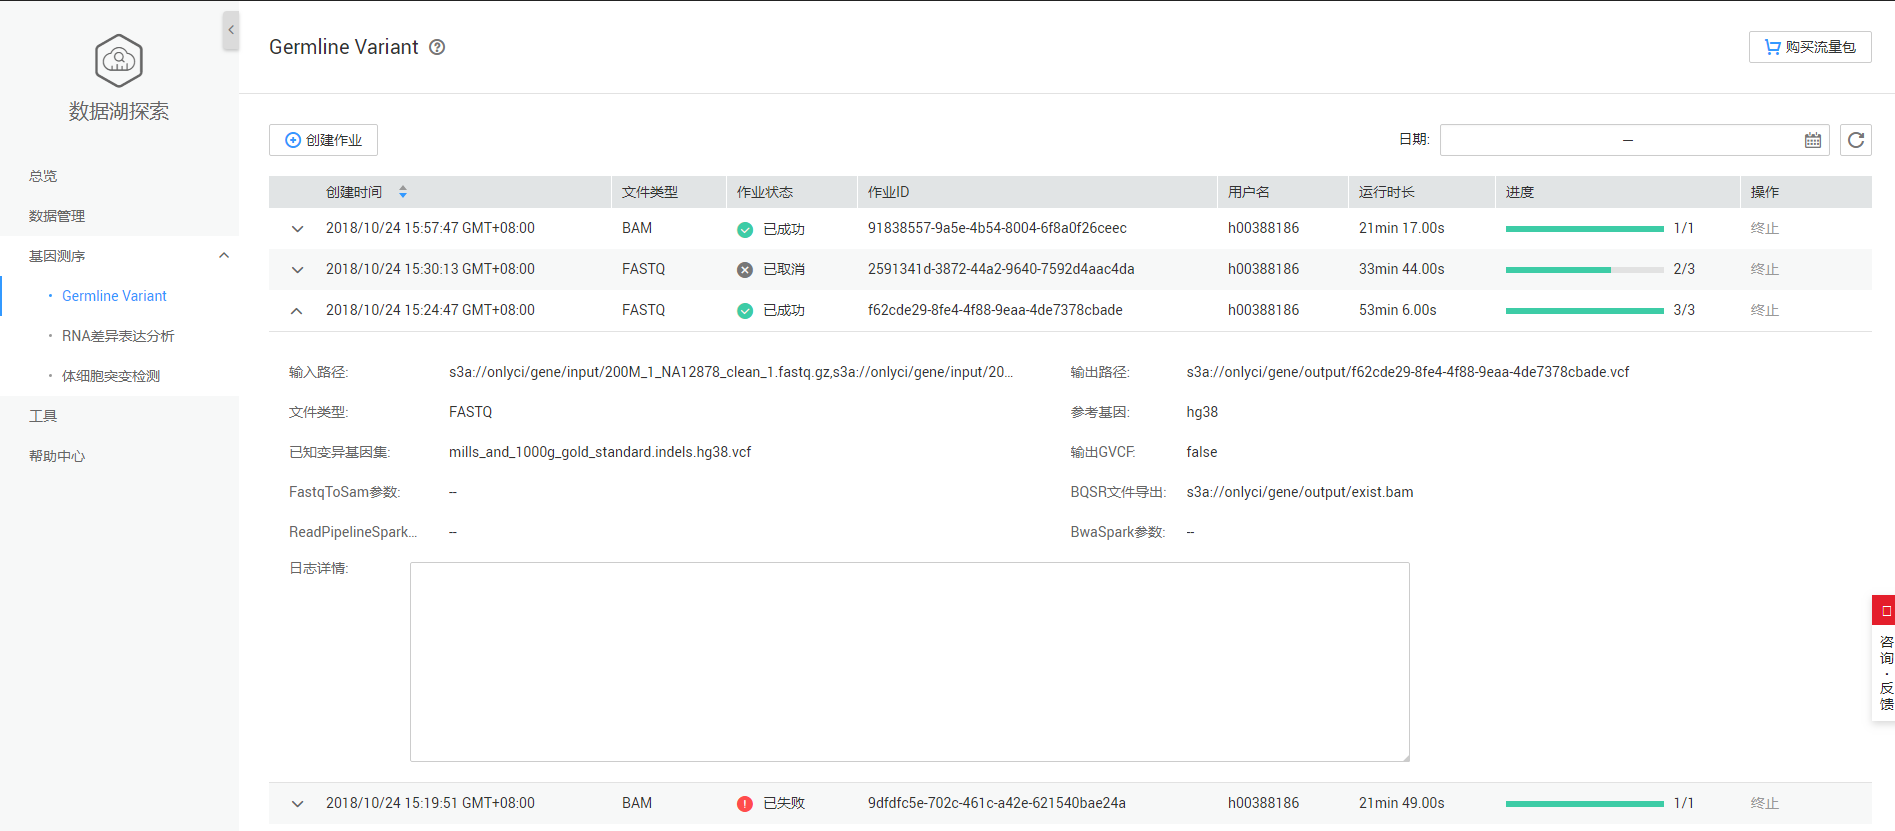 Germline Variant
购买流量包
数据湖探索
总览
数据管理
基因测序
Germline Variant
RNA差异表达分析
体细胞突变检测
工具
帮助中心
创建作业
日期: –
创建时间 文件类型 作业状态 作业ID 用户名 运行时长 进度 操作
2018/10/24 15:57:47 GMT+08:00 BAM 已成功 91838557-9a5e-4b54-8004-6f8a0f26ceec h00388186 21min 17.00s 1/1 终止
2018/10/24 15:30:13 GMT+08:00 FASTQ 已取消 2591341d-3872-44a2-9640-7592d4aac4da h00388186 33min 44.00s 2/3 终止
2018/10/24 15:24:47 GMT+08:00 FASTQ 已成功 f62cde29-8fe4-4f88-9eaa-4de7378cbade h00388186 53min 6.00s 3/3 终止
输入路径: s3a://onlyci/gene/input/200M_1_NA12878_clean_1.fastq.gz,s3a://onlyci/gene/input/20... 输出路径: s3a://onlyci/gene/output/f62cde29-8fe4-4f88-9eaa-4de7378cbade.vcf
文件类型: FASTQ 参考基因: hg38
已知变异基因集: mills_and_1000g_gold_standard.indels.hg38.vcf 输出GVCF: false
FastqToSam参数: -- BQSR文件导出: s3a://onlyci/gene/output/exist.bam
ReadPipelineSpark... -- BwaSpark参数: --
日志详情:
2018/10/24 15:19:51 GMT+08:00 BAM 已失败 9dfdfc5e-702c-461c-a42e-621540bae24a h00388186 21min 49.00s 1/1 终止
咨询·反馈